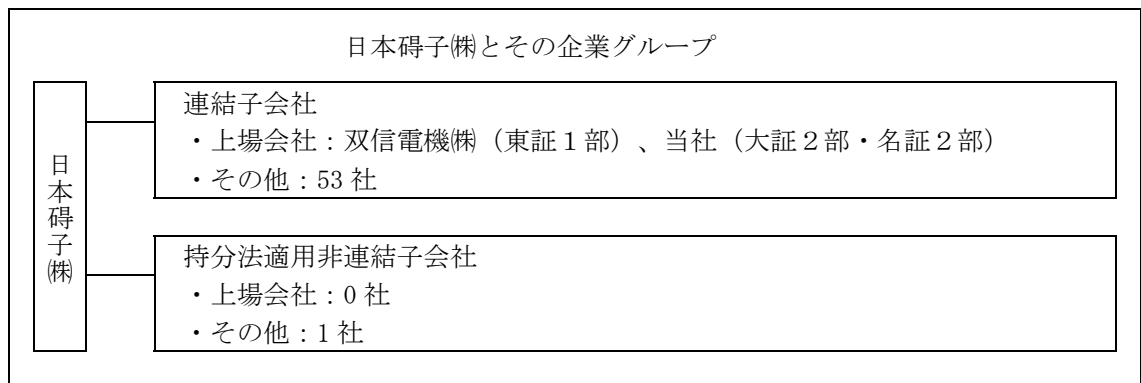 日本碍子㈱とその企業グループ
日本碍子㈱
連結子会社
・上場会社：双信電機㈱（東証１部）、当社（大証２部・名証２部）
・その他：53 社
持分法適用非連結子会社
・上場会社：0 社
・その他：1 社